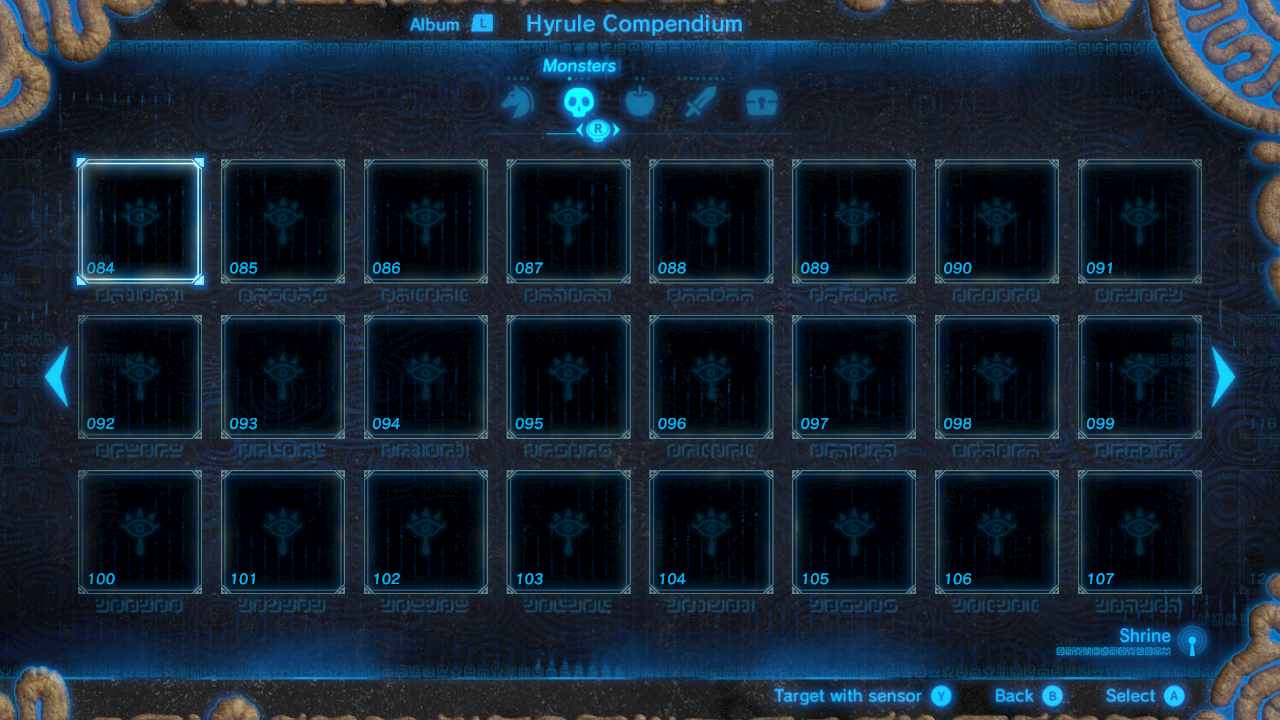 Album L Hyrule Compendium
Monsters
R
084 085 086 087 088 089 090 091
092 093 094 095 096 097 098 099
100 101 102 103 104 105 106 107
Shrine
Target with sensor Y Back B Select A